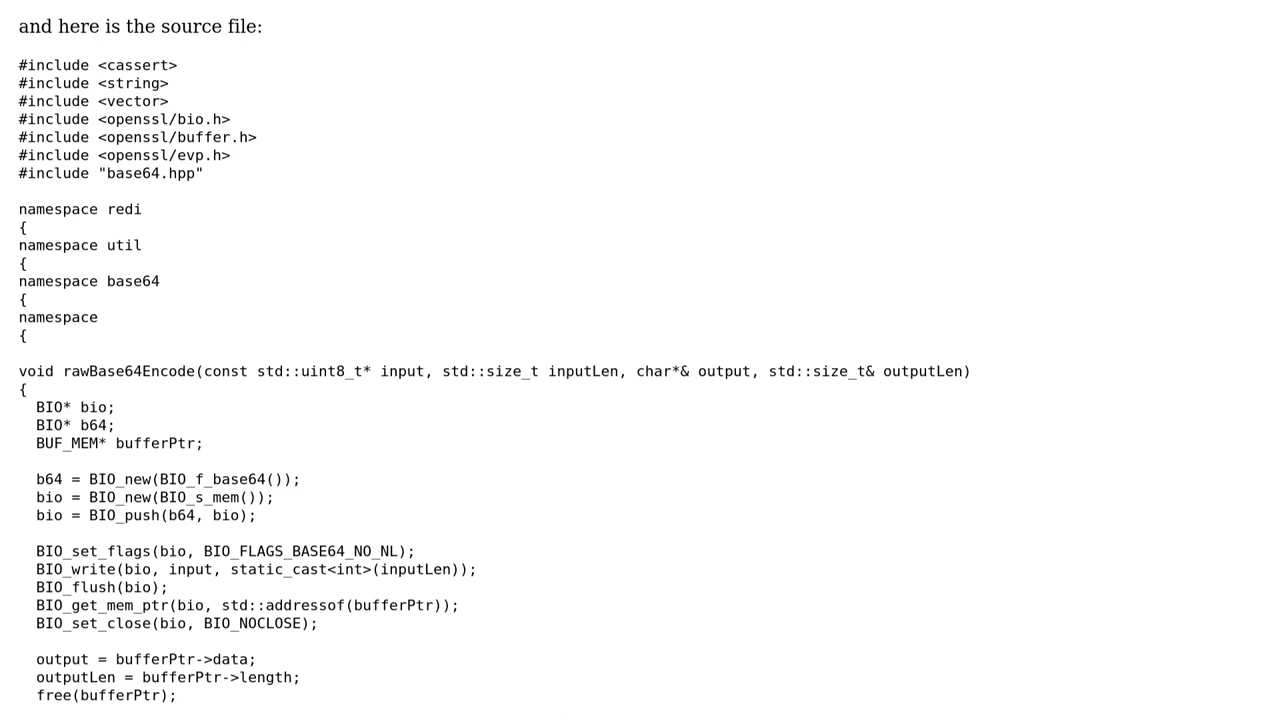 and here is the source file:
#include <cassert>
#include <string>
#include <vector>
#include <openssl/bio.h>
#include <openssl/buffer.h>
#include <openssl/evp.h>
#include "base64.hpp"
namespace redi
{
namespace util
{
namespace base64
{
namespace
{
void rawBase64Encode(const std::uint8_t* input, std::size_t inputLen, char*& output, std::size_t& outputLen)
{
  BIO* bio;
  BIO* b64;
  BUF_MEM* bufferPtr;
  b64 = BIO_new(BIO_f_base64());
  bio = BIO_new(BIO_s_mem());
  bio = BIO_push(b64, bio);
  BIO_set_flags(bio, BIO_FLAGS_BASE64_NO_NL);
  BIO_write(bio, input, static_cast<int>(inputLen));
  BIO_flush(bio);
  BIO_get_mem_ptr(bio, std::addressof(bufferPtr));
  BIO_set_close(bio, BIO_NOCLOSE);
  output = bufferPtr->data;
  outputLen = bufferPtr->length;
  free(bufferPtr);